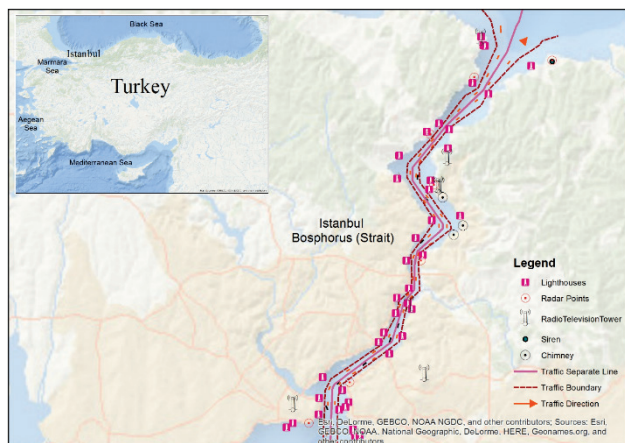 Black Sea
Istanbul
Marmara
Sea
Turkey
Aegean
Sea
Mediterranean Sea
Istanbul
Bosphorus (Strait)
Legend
Lighthouses
Radar Points
RadioTelevisionTower
Siren
Chimney
Traffic Separate Line
Traffic Boundary
Traffic Direction
Esri, DeLorme, GEBCO, NOAA NGDC, and other contributors; Sources: Esri,
GEBCO, NOAA, National Geographic, DeLorme, HERE, Geonames.org, and
other contributors